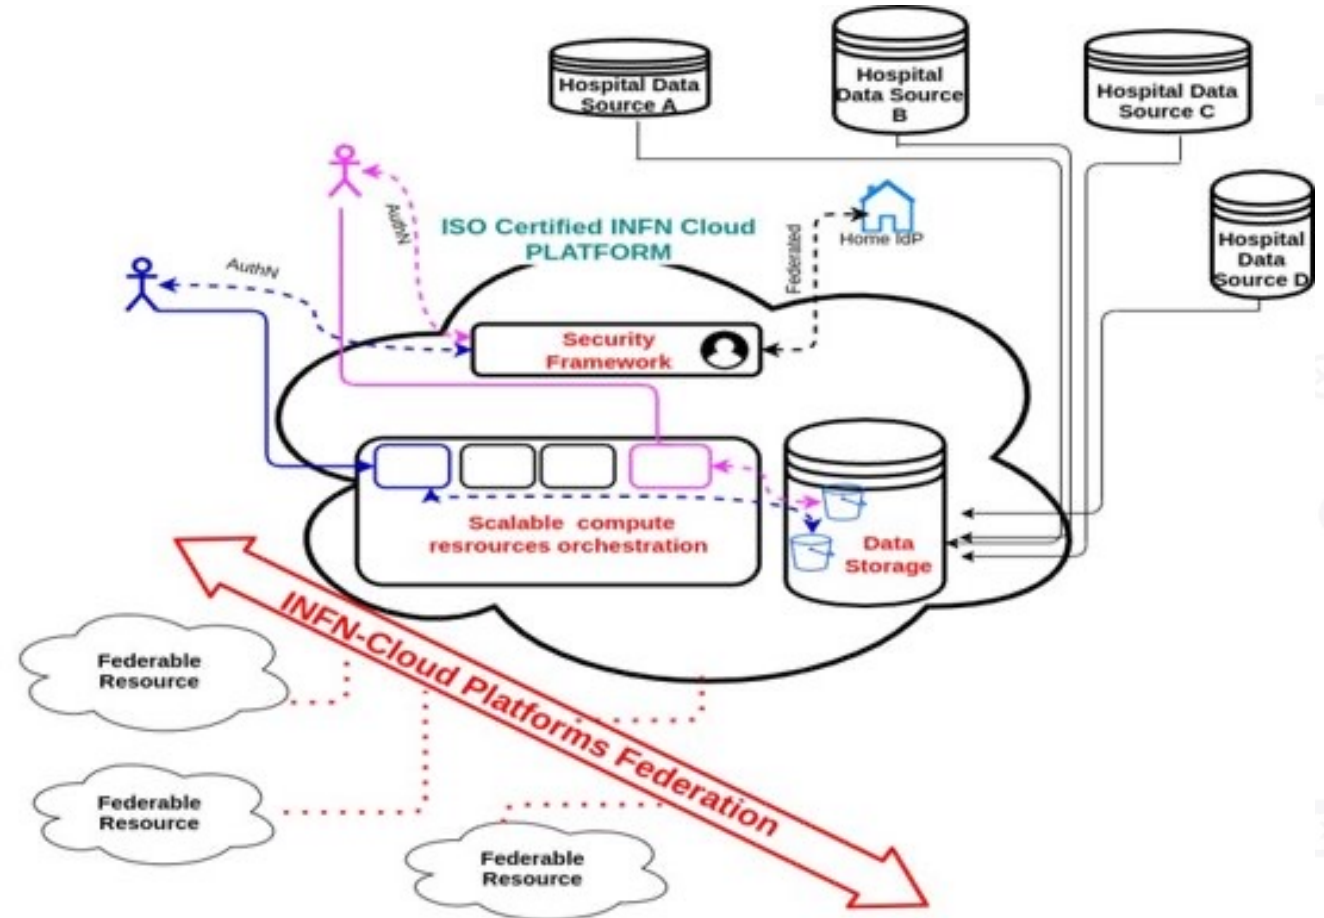 Hospital Data
Source A
Hospital
Data Source
B
Hospital Data
Source C
Hospital
Data
Source D
ISO Certified INFN Cloud
PLATFORM
AuthN
AuthN
Federated
Home IdP
Security
Framework
Scalable compute
resrources orchestration
Data
Storage
INFN-Cloud Platforms Federation
Federable
Resource
Federable
Resource
Federable
Resource